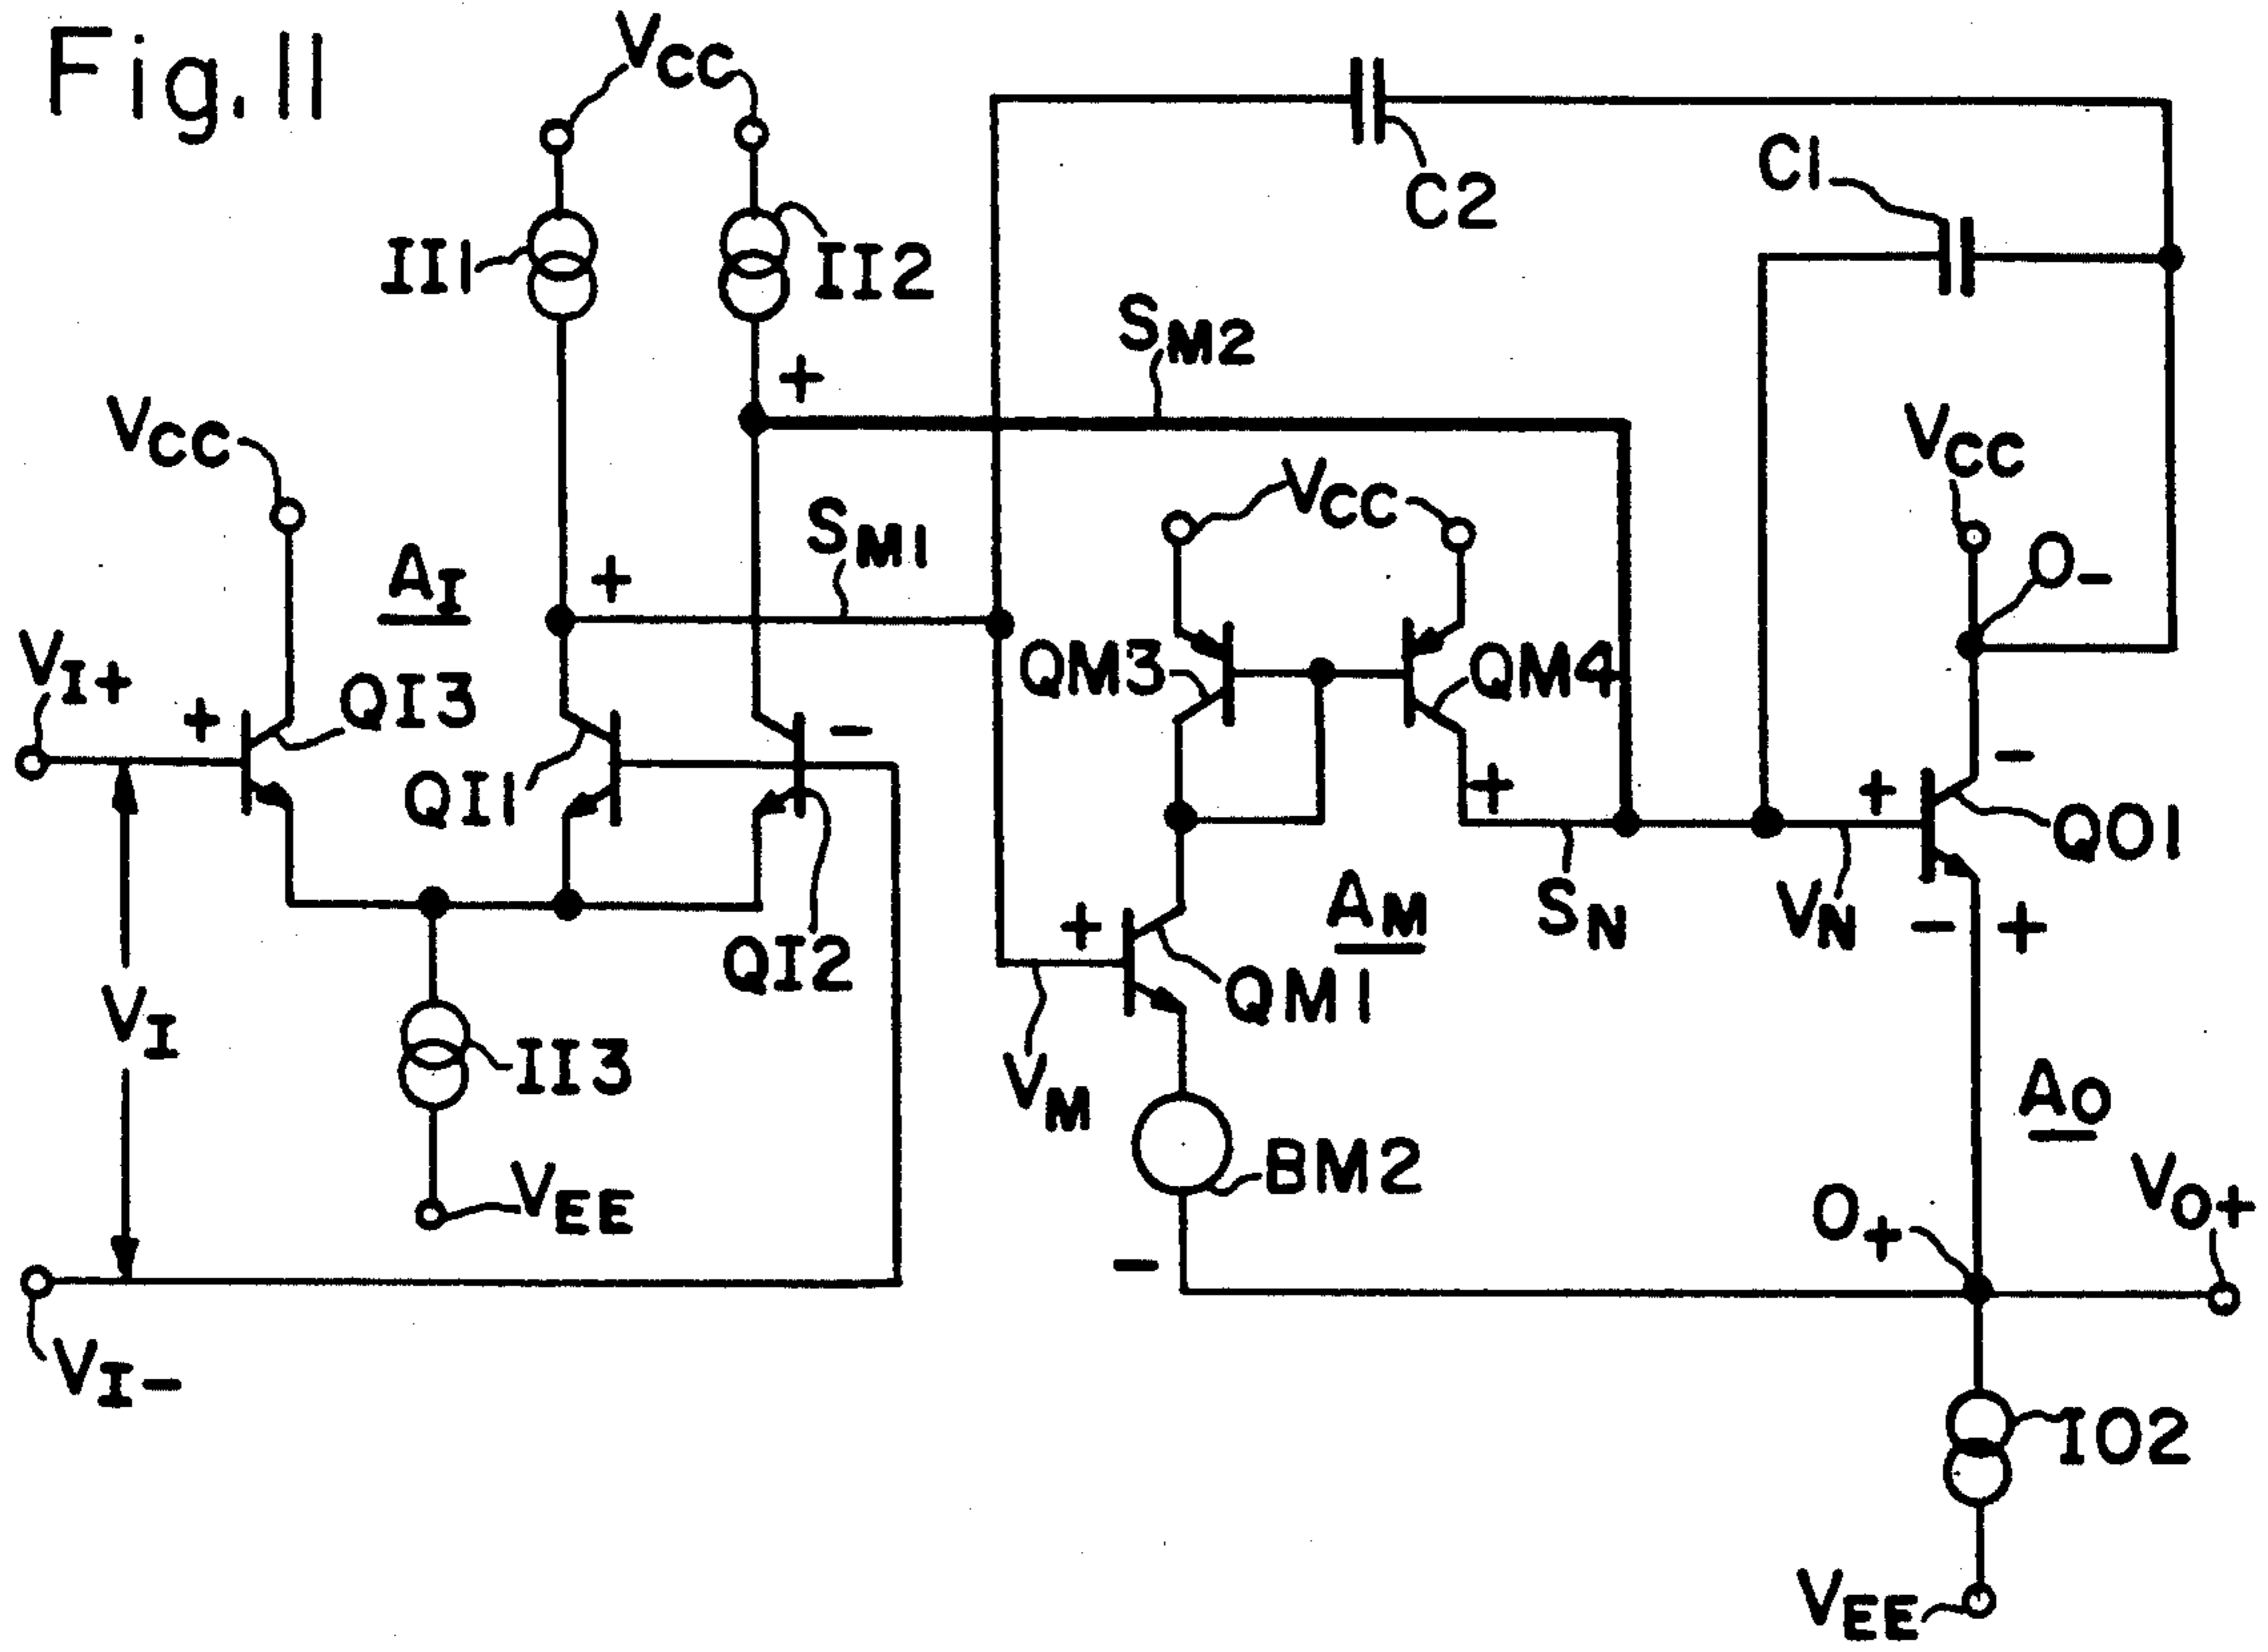 Fig.11
VCC
C2
C1
II1
II2
SM2
+
VCC
VCC
VCC
SM1
O-
AI
+
VI+
+
QI3
QM3
QM4
QI1
-
+
+
-
QO1
SN
VN
-
+
AM
+
QI2
QM1
VI
II3
VM
AO
BM2
VEE
O+
VO+
-
VI-
IO2
VEE